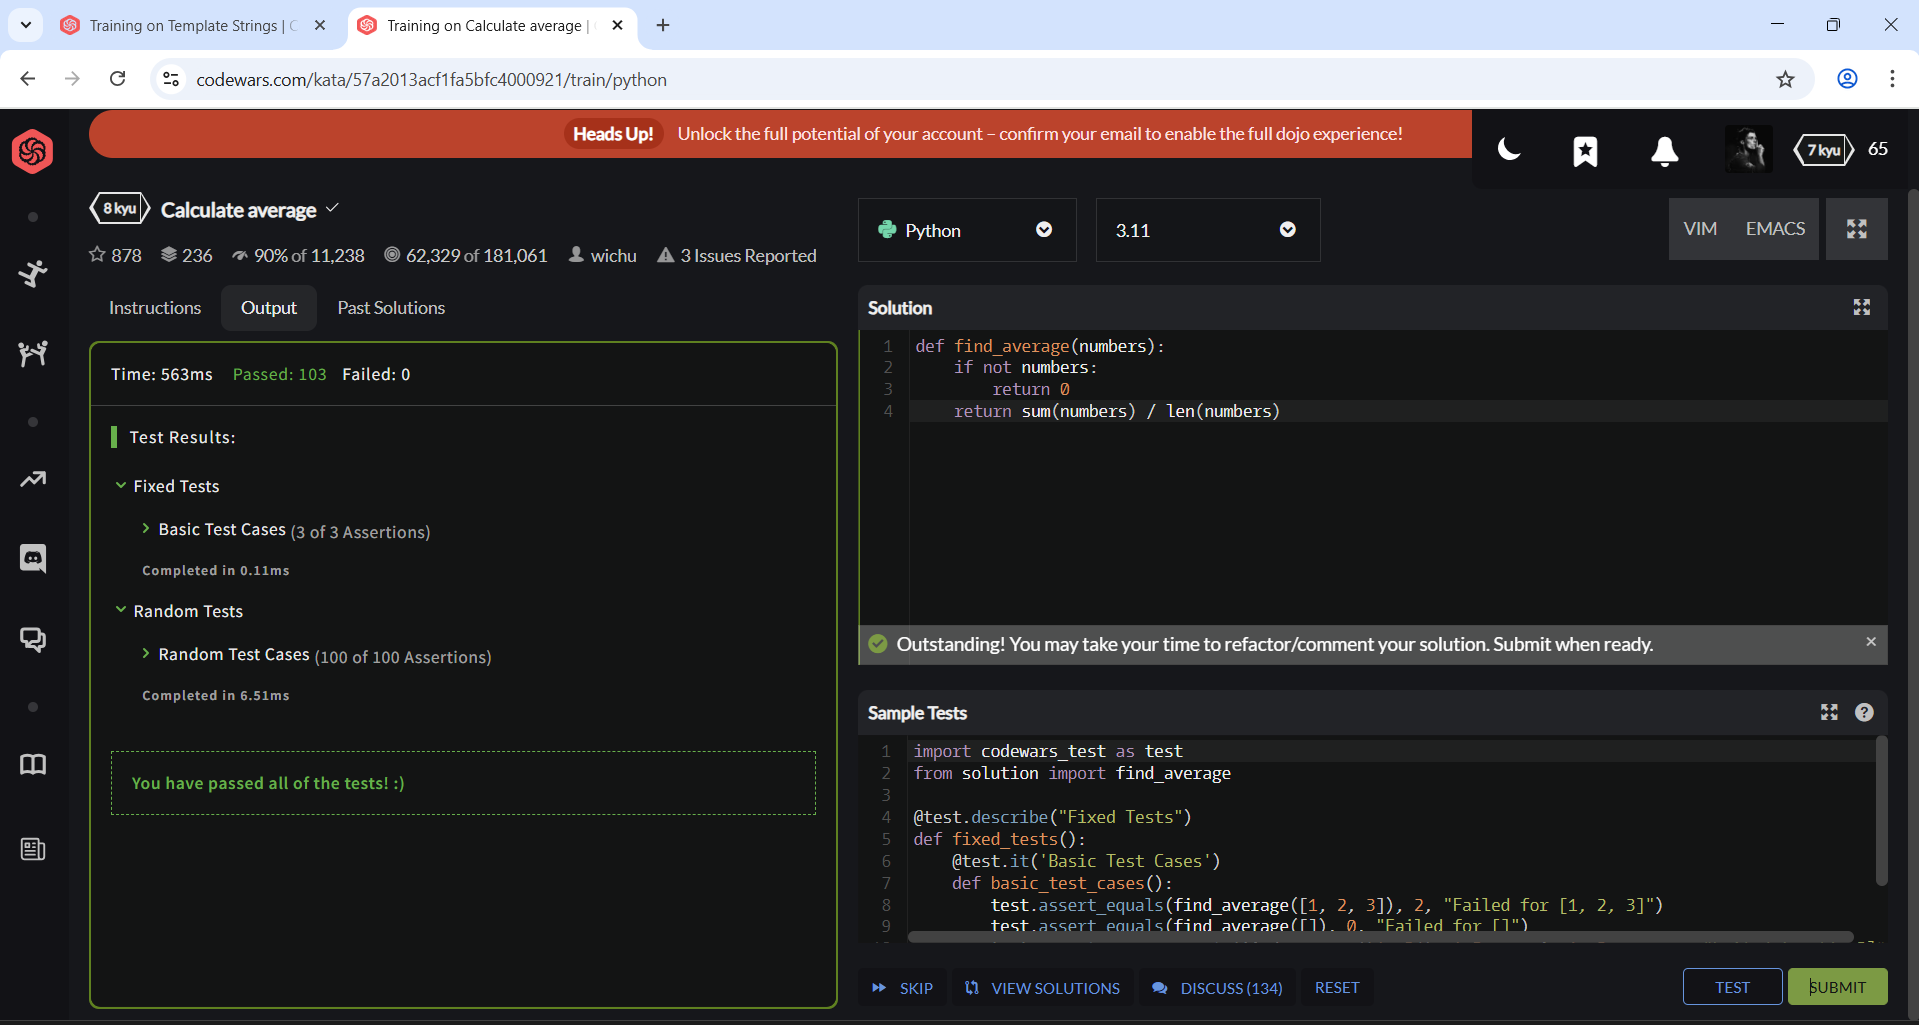 Training on Template Strings | C
Training on Calculate average |
codewars.com/kata/57a2013acf1fa5bfc4000921/train/python
Heads Up! Unlock the full potential of your account – confirm your email to enable the full dojo experience!
7 kyu 65
8 kyu Calculate average
878 236 90% of 11,238 62,329 of 181,061 wichu 3 Issues Reported
Python
3.11
VIM EMACS
Instructions Output Past Solutions
Time: 563ms Passed: 103 Failed: 0
Test Results:
Fixed Tests
Basic Test Cases (3 of 3 Assertions)
Completed in 0.11ms
Random Tests
Random Test Cases (100 of 100 Assertions)
Completed in 6.51ms
You have passed all of the tests! :)
Solution
1 def find_average(numbers):
2     if not numbers:
3         return 0
4     return sum(numbers) / len(numbers)
Outstanding! You may take your time to refactor/comment your solution. Submit when ready.
Sample Tests
1 import codewars_test as test
2 from solution import find_average
3
4 @test.describe("Fixed Tests")
5 def fixed_tests():
6     @test.it('Basic Test Cases')
7     def basic_test_cases():
8         test.assert_equals(find_average([1, 2, 3]), 2, "Failed for [1, 2, 3]")
9         test.assert_equals(find_average([]), 0, "Failed for []")
SKIP VIEW SOLUTIONS DISCUSS (134) RESET
TEST SUBMIT